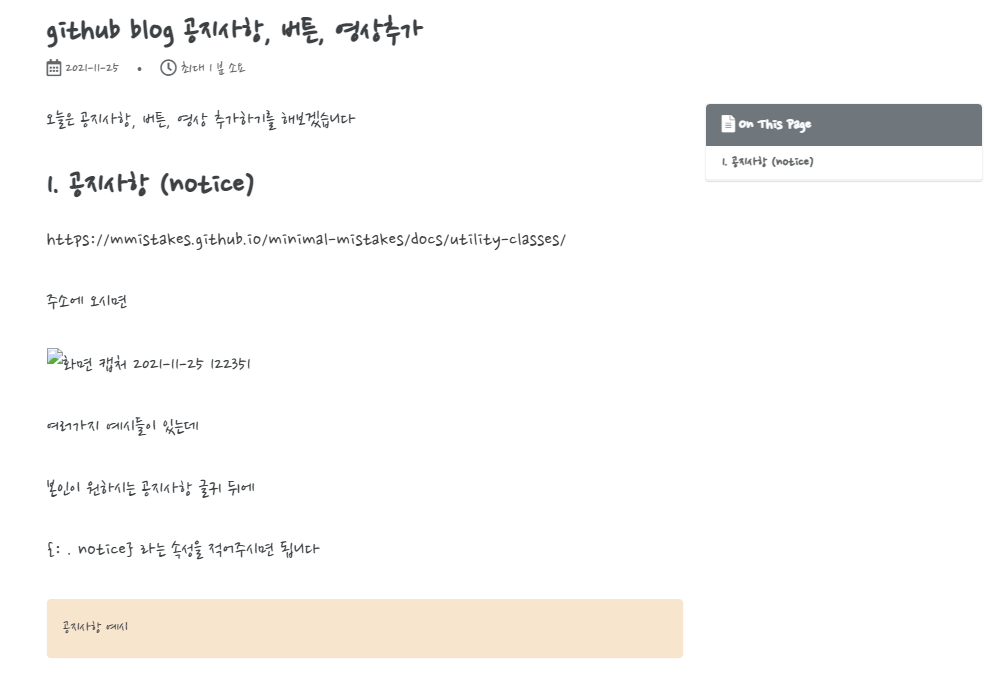 github blog 공지사항, 버튼, 영상추가
2021-11-25 • 최대 1 분 소요
오늘은 공지사항, 버튼, 영상 추가하기를 해보겠습니다
On This Page
1. 공지사항 (notice)
1. 공지사항 (notice)
https://mmistakes.github.io/minimal-mistakes/docs/utility-classes/
주소에 오시면
화면 캡처 2021-11-25 122351
여러가지 예시들이 있는데
본인이 원하시는 공지사항 글귀 뒤에
{: . notice} 라는 속성을 적어주시면 됩니다
공지사항 예시